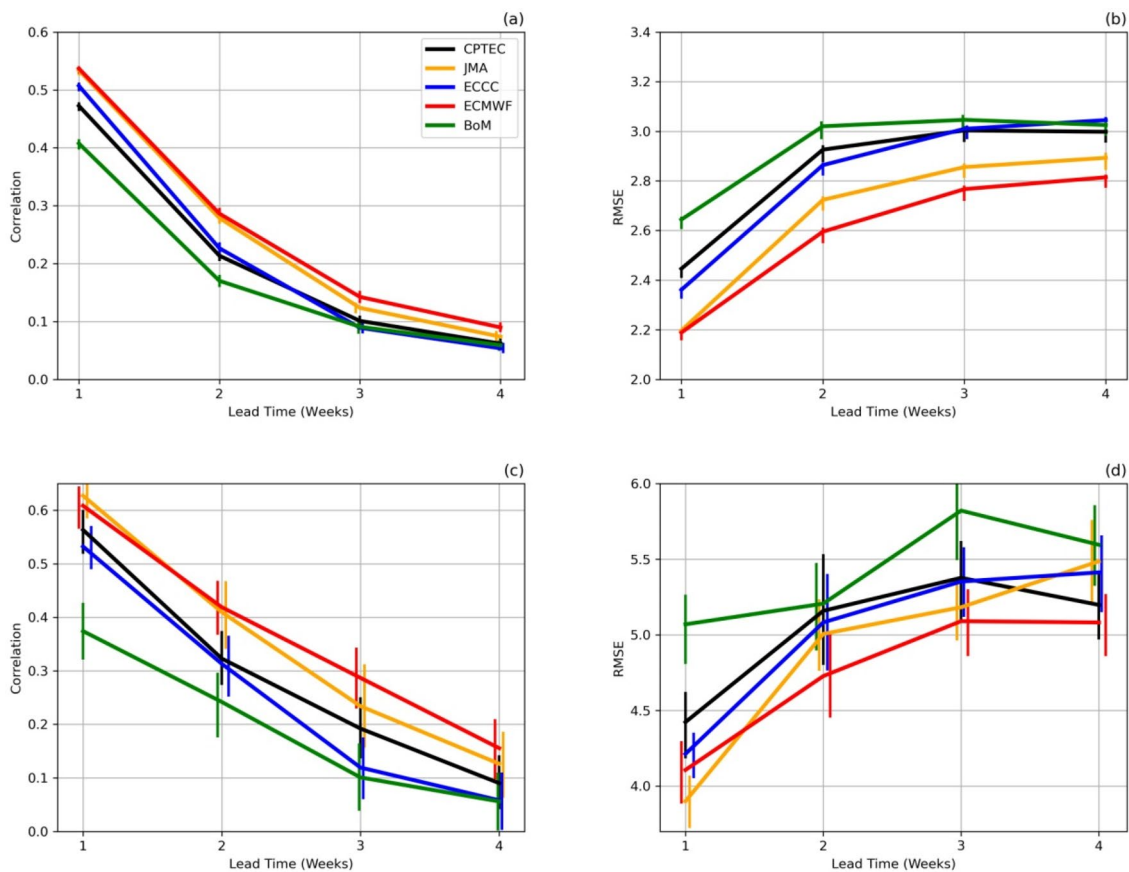 (a)
0.6
0.5
0.4
0.3
0.2
0.1
0.0
Correlation
CPTEC
JMA
ECCC
ECMWF
BoM
1 2 3 4
Lead Time (Weeks)
(b)
3.4
3.2
3.0
2.8
2.6
2.4
2.2
2.0
RMSE
1 2 3 4
Lead Time (Weeks)
(c)
0.6
0.5
0.4
0.3
0.2
0.1
0.0
Correlation
1 2 3 4
Lead Time (Weeks)
(d)
6.0
5.5
5.0
4.5
4.0
RMSE
1 2 3 4
Lead Time (Weeks)